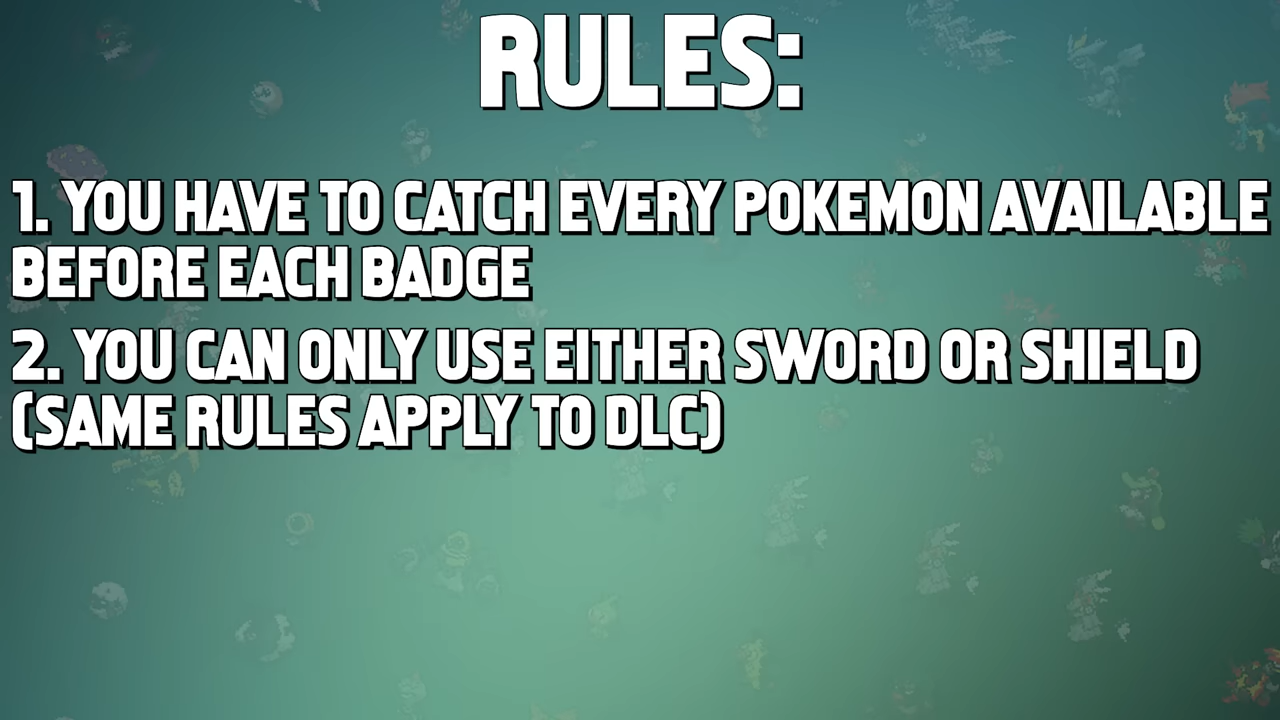 RULES:
1. YOU HAVE TO CATCH EVERY POKEMON AVAILABLE
BEFORE EACH BADGE
2. YOU CAN ONLY USE EITHER SWORD OR SHIELD
(SAME RULES APPLY TO DLC)